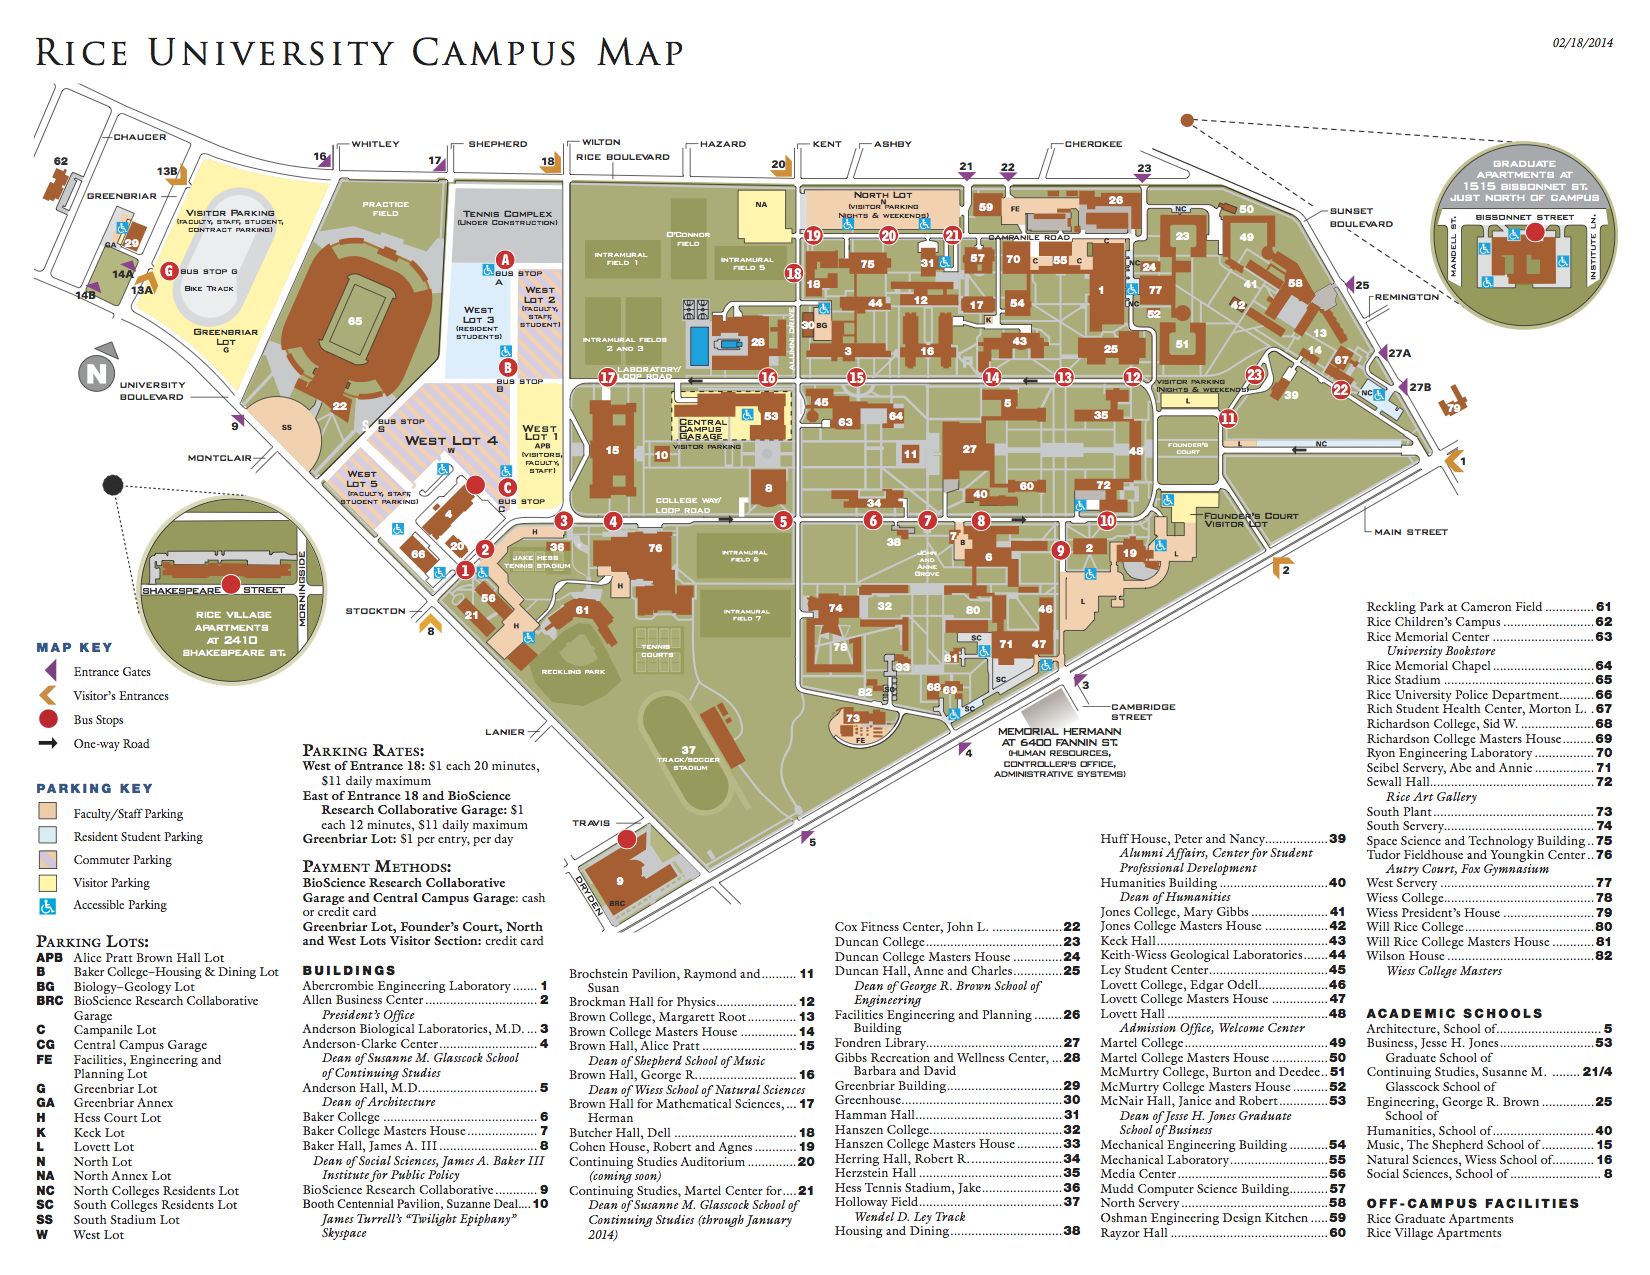 RICE UNIVERSITY CAMPUS MAP
02/18/2014
CHAUCER
WHITLEY
SHEPHERD
WILTON
RICE BOULEVARD
HAZARD
KENT
ASHBY
CHEROKEE
62
13B
16
17
18
20
21
22
23
GREENBRIAR
GA
29
14A
14B
13A
VISITOR PARKING
(FACULTY, STAFF, STUDENT,
CONTRACT PARKING)
G
BUS STOP G
BIKE TRACK
GREENBRIAR
LOT
G
PRACTICE
FIELD
TENNIS COMPLEX
(UNDER CONSTRUCTION)
A
BUS STOP
A
WEST
LOT 3
(RESIDENT
STUDENTS)
WEST
LOT 2
(FACULTY,
STAFF,
STUDENT)
B
BUS STOP
B
65
22
N
UNIVERSITY
BOULEVARD
9
SS
MONTCLAIR
S
BUS STOP
S
WEST LOT 4
W
WEST
LOT 5
(FACULTY, STAFF,
STUDENT PARKING)
WEST
LOT 1
APB
(VISITORS,
FACULTY,
STAFF)
C
BUS STOP
C
O'CONNOR
FIELD
INTRAMURAL
FIELD 1
INTRAMURAL
FIELD 5
INTRAMURAL FIELDS
2 AND 3
NA
NORTH LOT
N
(VISITOR PARKING
NIGHTS & WEEKENDS)
CAMPANILE ROAD
ALUMNI DRIVE
LABORATORY/
LOOP ROAD
CENTRAL
CAMPUS
GARAGE
VISITOR PARKING
COLLEGE WAY/
LOOP ROAD
VISITOR PARKING
(NIGHTS & WEEKENDS)
FOUNDER'S
COURT
FOUNDER'S COURT
VISITOR LOT
SUNSET
BOULEVARD
25
REMINGTON
27A
27B
79
1
MAIN STREET
2
GRADUATE
APARTMENTS AT
1515 BISSONNET ST.
JUST NORTH OF CAMPUS
BISSONNET STREET
MANDELL ST.
INSTITUTE LN.
SHAKESPEARE STREET
MORNINGSIDE
RICE VILLAGE
APARTMENTS
AT 2410
SHAKESPEARE ST.
STOCKTON
8
JAKE HESS
TENNIS STADIUM
INTRAMURAL
FIELD 6
INTRAMURAL
FIELD 7
TENNIS
COURTS
RECKLING PARK
JOHN
AND
ANNE
GROVE
37
TRACK/SOCCER
STADIUM
LANIER
TRAVIS
DRYDEN
9
BRC
5
4
3
CAMBRIDGE
STREET
MEMORIAL HERMANN
AT 6400 FANNIN ST.
(HUMAN RESOURCES,
CONTROLLER'S OFFICE,
ADMINISTRATIVE SYSTEMS)
MAP KEY
Entrance Gates
Visitor's Entrances
Bus Stops
One-way Road
PARKING KEY
Faculty/Staff Parking
Resident Student Parking
Commuter Parking
Visitor Parking
Accessible Parking
PARKING LOTS:
APB Alice Pratt Brown Hall Lot
B Baker College–Housing & Dining Lot
BG Biology–Geology Lot
BRC BioScience Research Collaborative
Garage
C Campanile Lot
CG Central Campus Garage
FE Facilities, Engineering and
Planning Lot
G Greenbriar Lot
GA Greenbriar Annex
H Hess Court Lot
K Keck Lot
L Lovett Lot
N North Lot
NA North Annex Lot
NC North Colleges Residents Lot
SC South Colleges Residents Lot
SS South Stadium Lot
W West Lot
PARKING RATES:
West of Entrance 18: $1 each 20 minutes,
$11 daily maximum
East of Entrance 18 and BioScience
Research Collaborative Garage: $1
each 12 minutes, $11 daily maximum
Greenbriar Lot: $1 per entry, per day
PAYMENT METHODS:
BioScience Research Collaborative
Garage and Central Campus Garage: cash
or credit card
Greenbriar Lot, Founder's Court, North
and West Lots Visitor Section: credit card
BUILDINGS
Abercrombie Engineering Laboratory ....... 1
Allen Business Center ............................ 2
President's Office
Anderson Biological Laboratories, M.D. ... 3
Anderson-Clarke Center ......................... 4
Dean of Susanne M. Glasscock School
of Continuing Studies
Anderson Hall, M.D. ............................. 5
Dean of Architecture
Baker College ....................................... 6
Baker College Masters House ................. 7
Baker Hall, James A. III ......................... 8
Dean of Social Sciences, James A. Baker III
Institute for Public Policy
BioScience Research Collaborative ........... 9
Booth Centennial Pavilion, Suzanne Deal.... 10
James Turrell's "Twilight Epiphany"
Skyspace
Brochstein Pavilion, Raymond and.......... 11
Susan
Brockman Hall for Physics..................... 12
Brown College, Margarett Root.............. 13
Brown College Masters House ............... 14
Brown Hall, Alice Pratt ......................... 15
Dean of Shepherd School of Music
Brown Hall, George R. ......................... 16
Dean of Wiess School of Natural Sciences
Brown Hall for Mathematical Sciences, ... 17
Herman
Butcher Hall, Dell ................................ 18
Cohen House, Robert and Agnes ............ 19
Continuing Studies Auditorium .............. 20
(coming soon)
Continuing Studies, Martel Center for.... 21
Dean of Susanne M. Glasscock School of
Continuing Studies (through January
2014)
Cox Fitness Center, John L. ................... 22
Duncan College.................................... 23
Duncan College Masters House .............. 24
Duncan Hall, Anne and Charles.............. 25
Dean of George R. Brown School of
Engineering
Facilities Engineering and Planning ........ 26
Building
Fondren Library.................................... 27
Gibbs Recreation and Wellness Center, ... 28
Barbara and David
Greenbriar Building.............................. 29
Greenhouse.......................................... 30
Hamman Hall....................................... 31
Hanszen College................................... 32
Hanszen College Masters House ............. 33
Herring Hall, Robert R. ........................ 34
Herzstein Hall ..................................... 35
Hess Tennis Stadium, Jake..................... 36
Holloway Field..................................... 37
Wendel D. Ley Track
Housing and Dining.............................. 38
Huff House, Peter and Nancy................. 39
Alumni Affairs, Center for Student
Professional Development
Humanities Building ............................ 40
Dean of Humanities
Jones College, Mary Gibbs .................... 41
Jones College Masters House ................. 42
Keck Hall............................................. 43
Keith-Wiess Geological Laboratories....... 44
Ley Student Center............................... 45
Lovett College, Edgar Odell................... 46
Lovett College Masters House ............... 47
Lovett Hall .......................................... 48
Admission Office, Welcome Center
Martel College...................................... 49
Martel College Masters House ............... 50
McMurtry College, Burton and Deedee.. 51
McMurtry College Masters House ......... 52
McNair Hall, Janice and Robert............. 53
Dean of Jesse H. Jones Graduate
School of Business
Mechanical Engineering Building .......... 54
Mechanical Laboratory.......................... 55
Media Center....................................... 56
Mudd Computer Science Building.......... 57
North Servery ...................................... 58
Oshman Engineering Design Kitchen ..... 59
Rayzor Hall ......................................... 60
Reckling Park at Cameron Field .............. 61
Rice Children's Campus ........................ 62
Rice Memorial Center .......................... 63
University Bookstore
Rice Memorial Chapel........................... 64
Rice Stadium ....................................... 65
Rice University Police Department.......... 66
Rich Student Health Center, Morton L. .. 67
Richardson College, Sid W. ................... 68
Richardson College Masters House......... 69
Ryon Engineering Laboratory ................ 70
Seibel Servery, Abe and Annie ................ 71
Sewall Hall........................................... 72
Rice Art Gallery
South Plant.......................................... 73
South Servery....................................... 74
Space Science and Technology Building .. 75
Tudor Fieldhouse and Youngkin Center.. 76
Autry Court, Fox Gymnasium
West Servery ........................................ 77
Wiess College....................................... 78
Wiess President's House ........................ 79
Will Rice College.................................. 80
Will Rice College Masters House ........... 81
Wilson House ...................................... 82
Wiess College Masters
ACADEMIC SCHOOLS
Architecture, School of.......................... 5
Business, Jesse H. Jones......................... 53
Graduate School of
Continuing Studies, Susanne M. ........ 21/4
Glasscock School of
Engineering, George R. Brown .............. 25
School of
Humanities, School of........................... 40
Music, The Shepherd School of .............. 15
Natural Sciences, Wiess School of........... 16
Social Sciences, School of ...................... 8
OFF-CAMPUS FACILITIES
Rice Graduate Apartments
Rice Village Apartments